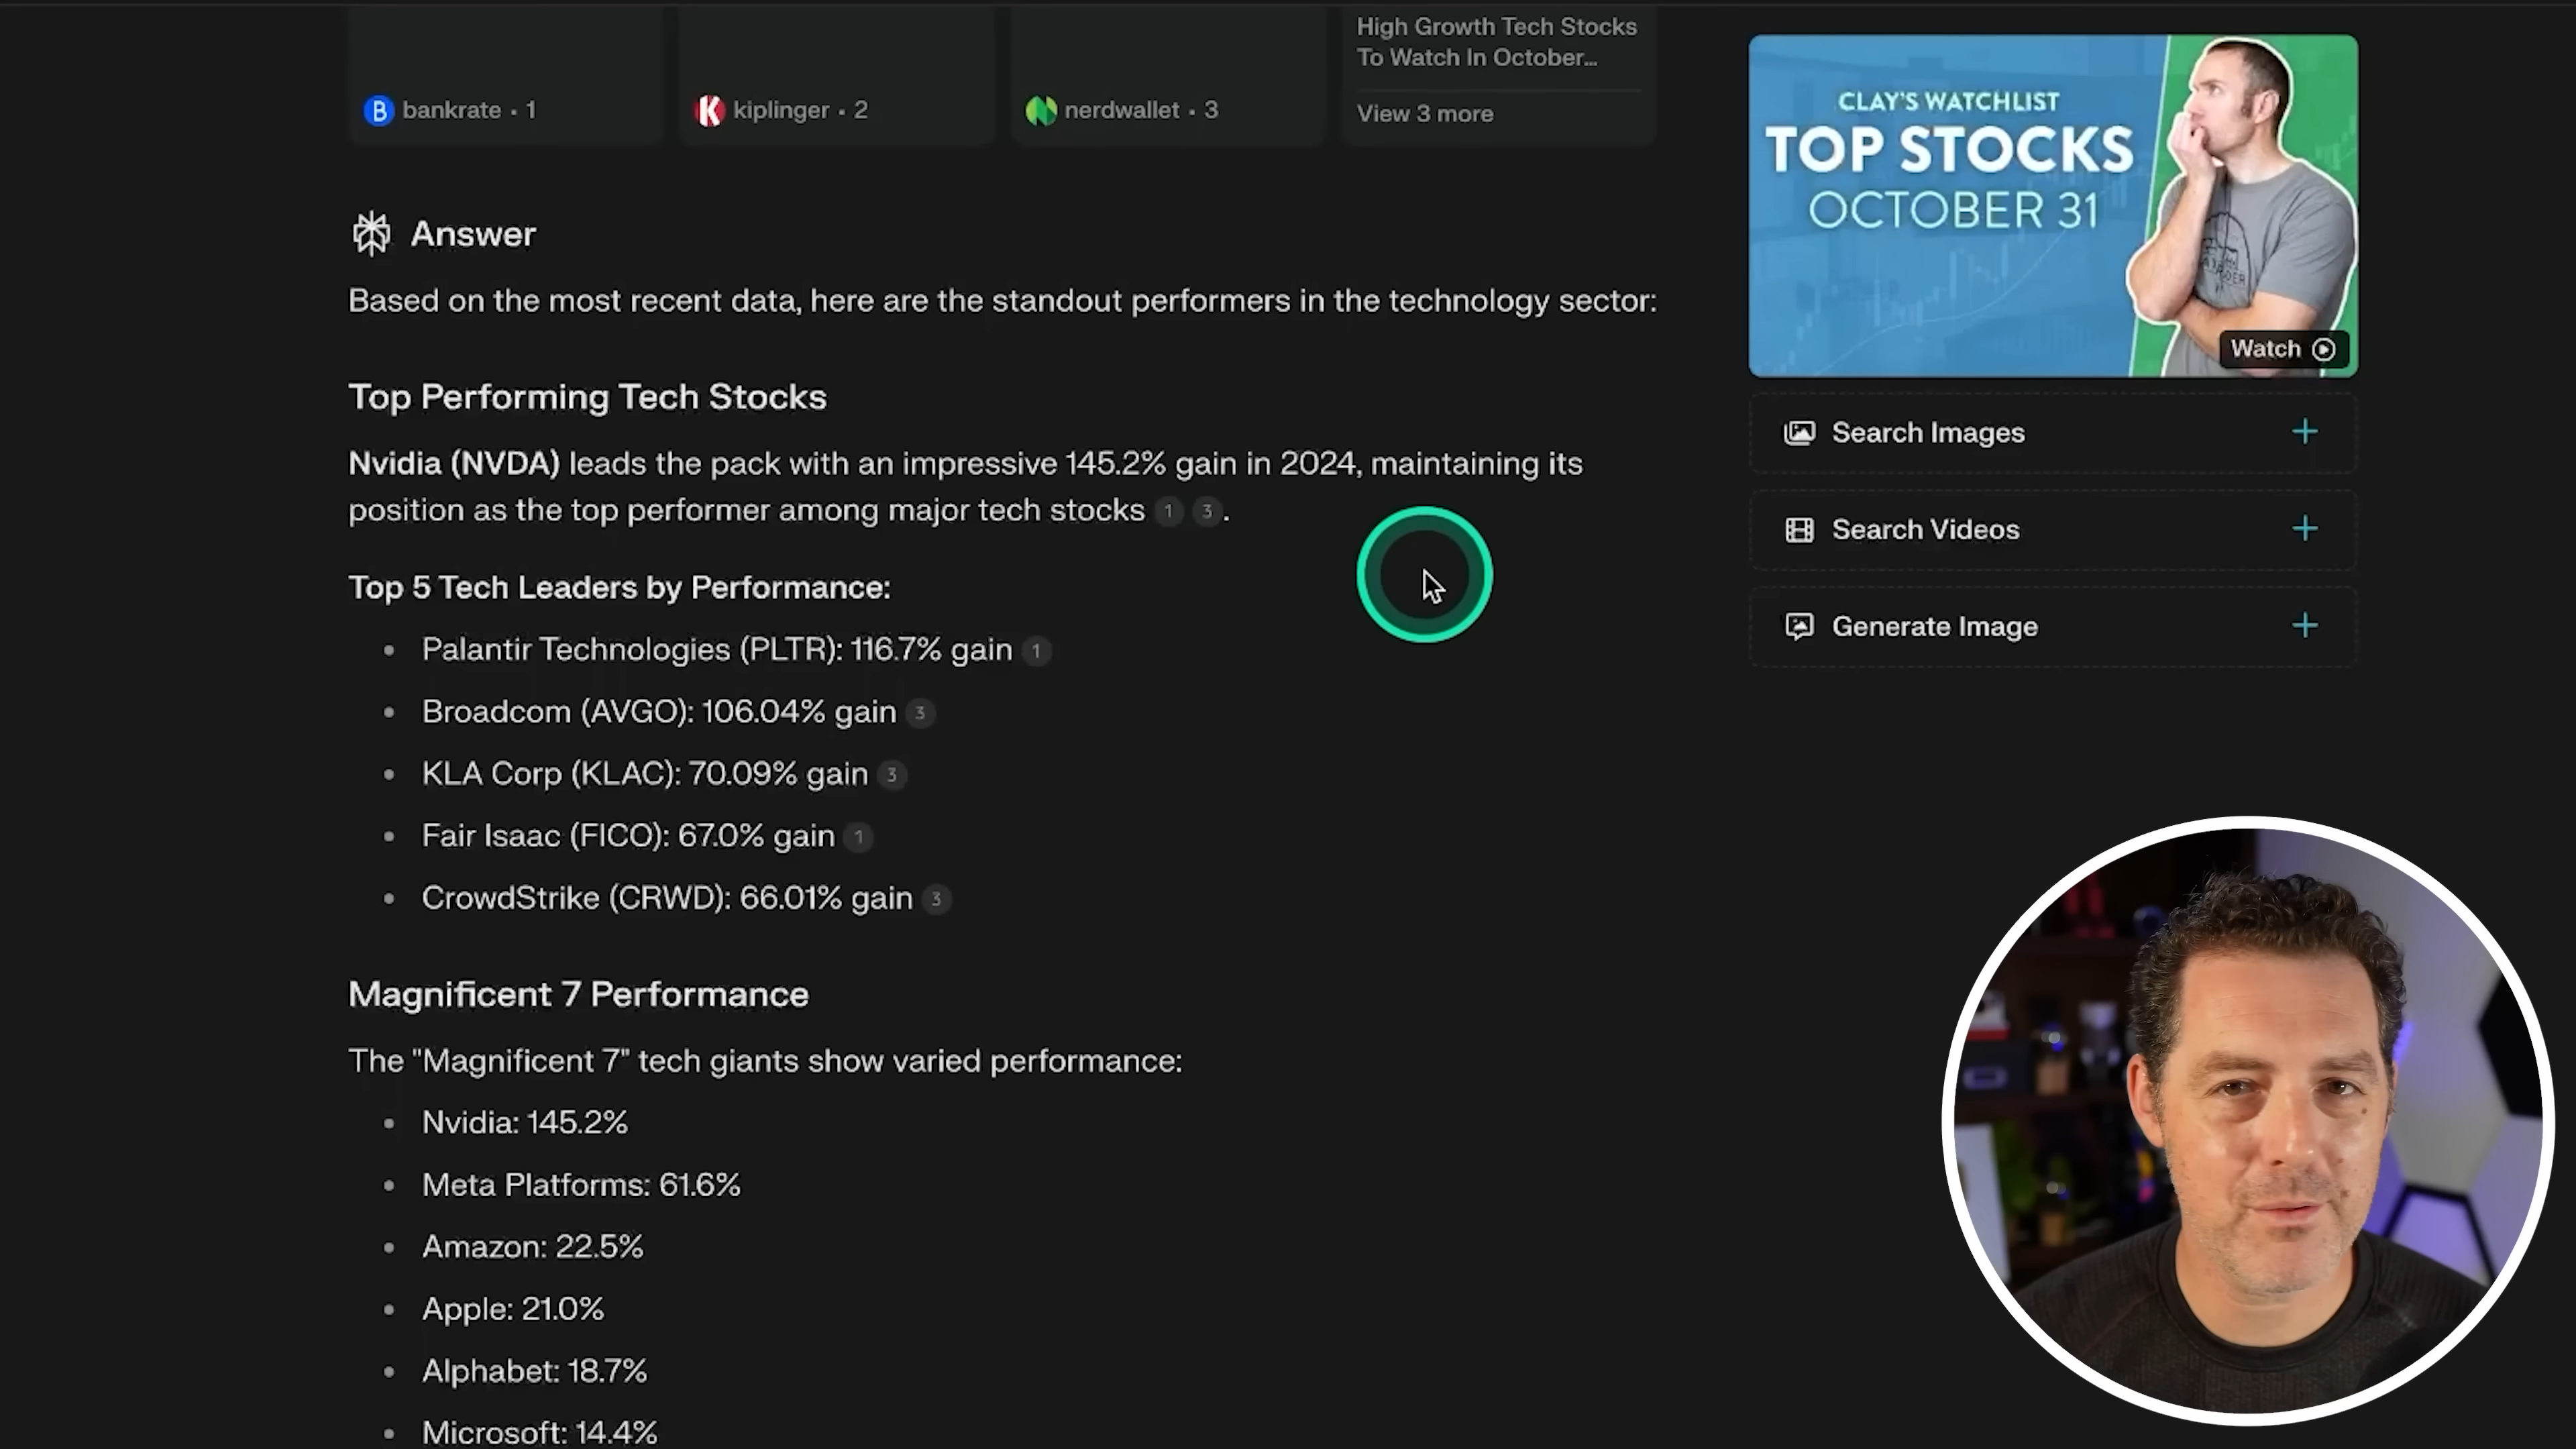 High Growth Tech Stocks
To Watch In October...
bankrate • 1
kiplinger • 2
nerdwallet • 3
View 3 more
Answer
Based on the most recent data, here are the standout performers in the technology sector:
Top Performing Tech Stocks
Nvidia (NVDA) leads the pack with an impressive 145.2% gain in 2024, maintaining its
position as the top performer among major tech stocks 1 3.
Top 5 Tech Leaders by Performance:
• Palantir Technologies (PLTR): 116.7% gain 1
• Broadcom (AVGO): 106.04% gain 3
• KLA Corp (KLAC): 70.09% gain 3
• Fair Isaac (FICO): 67.0% gain 1
• CrowdStrike (CRWD): 66.01% gain 3
Magnificent 7 Performance
The "Magnificent 7" tech giants show varied performance:
• Nvidia: 145.2%
• Meta Platforms: 61.6%
• Amazon: 22.5%
• Apple: 21.0%
• Alphabet: 18.7%
• Microsoft: 14.4%
CLAY'S WATCHLIST
TOP STOCKS
OCTOBER 31
Watch
Search Images
Search Videos
Generate Image